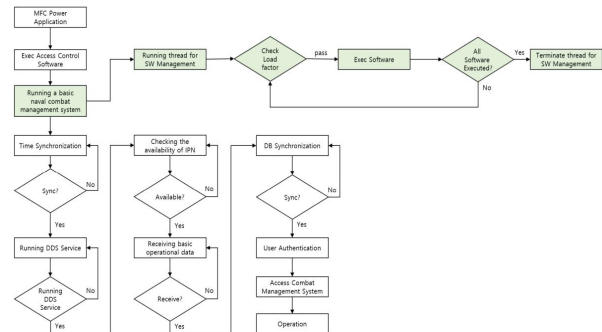 MFC Power
Application
Exec Access Control
Software
Running a basic
naval combat
management system
Running thread for
SW Management
Check
Load
factor
pass
Exec Software
All
Software
Executed?
Yes
Terminate thread for
SW Management
No
Time Synchronization
Sync?
No
Yes
Running DDS Service
Running
DDS
Service
No
Yes
Checking the
availability of IPN
Available?
No
Yes
Receiving basic
operational data
Receive?
No
Yes
DB Synchronization
Sync?
No
Yes
User Authentication
Access Combat
Management System
Operation